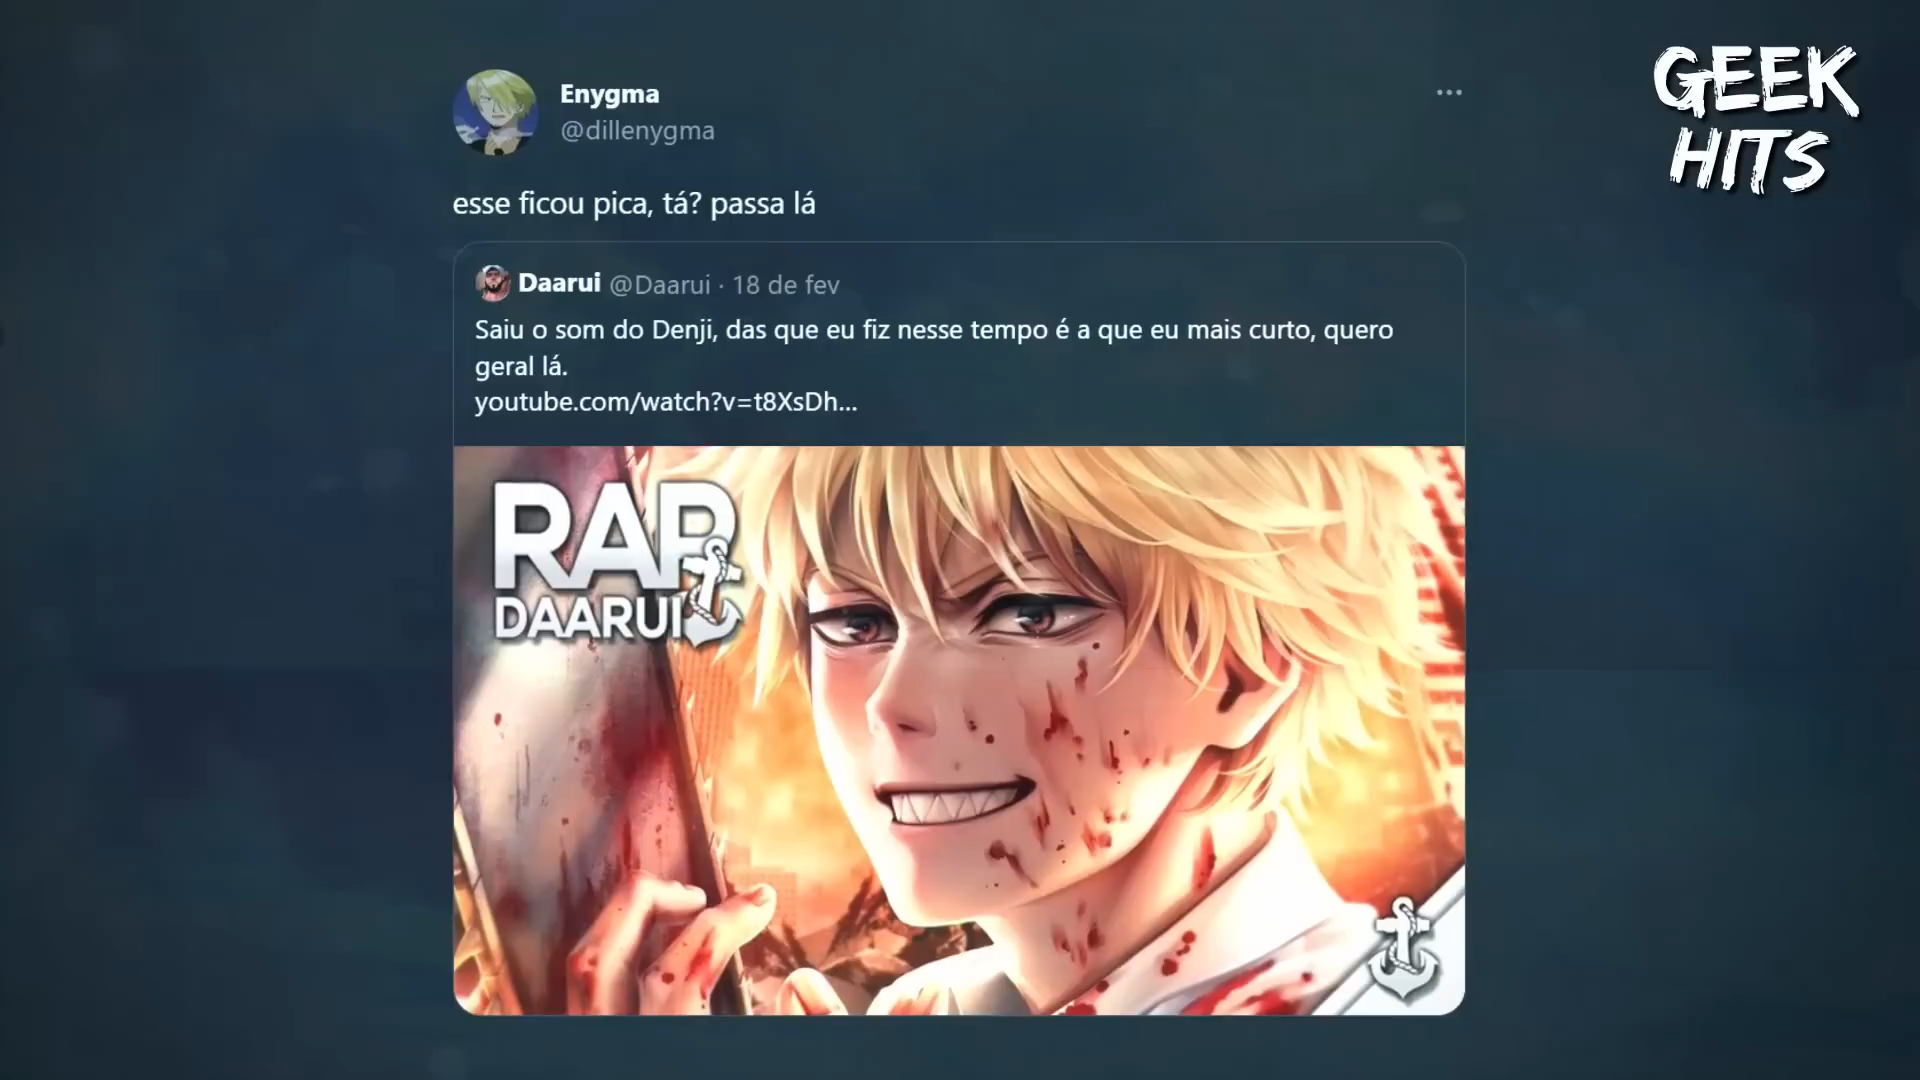 GEEK
HITS
Enygma
@dillenygma
esse ficou pica, tá? passa lá
Daarui @Daarui · 18 de fev
Saiu o som do Denji, das que eu fiz nesse tempo é a que eu mais curto, quero
geral lá.
youtube.com/watch?v=t8XsDh...
RAP
DAARUI